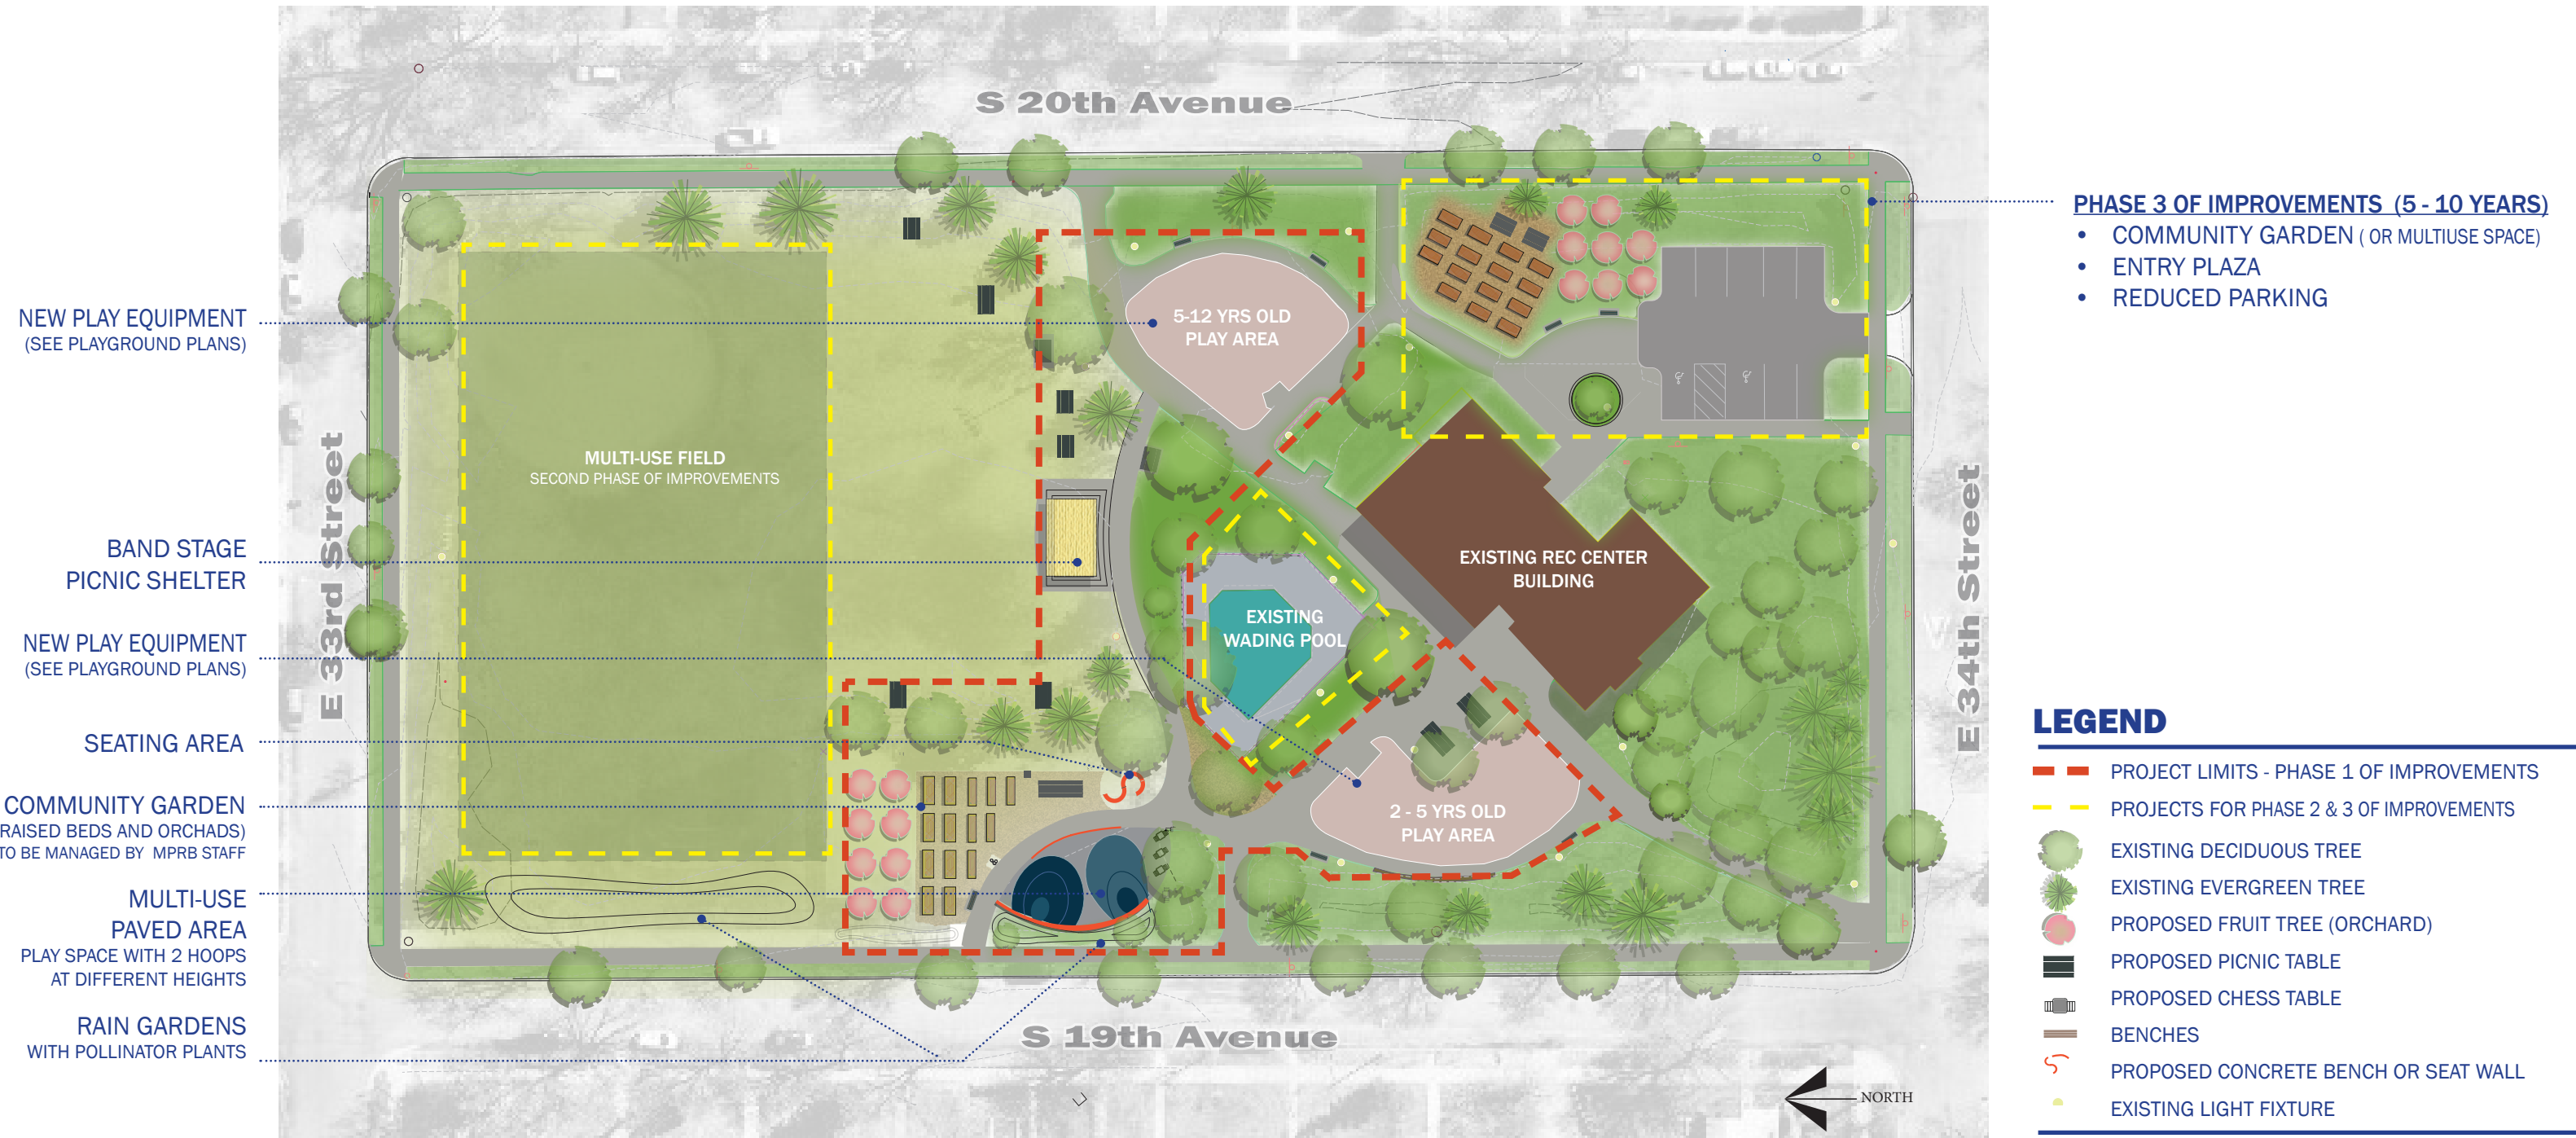 S 20th Avenue
E 33rd Street
E 34th Street
S 19th Avenue
NEW PLAY EQUIPMENT
(SEE PLAYGROUND PLANS)
BAND STAGE
PICNIC SHELTER
NEW PLAY EQUIPMENT
(SEE PLAYGROUND PLANS)
SEATING AREA
COMMUNITY GARDEN
RAISED BEDS AND ORCHADS)
TO BE MANAGED BY MPRB STAFF
MULTI-USE
PAVED AREA
PLAY SPACE WITH 2 HOOPS
AT DIFFERENT HEIGHTS
RAIN GARDENS
WITH POLLINATOR PLANTS
MULTI-USE FIELD
SECOND PHASE OF IMPROVEMENTS
5-12 YRS OLD
PLAY AREA
EXISTING REC CENTER
BUILDING
EXISTING
WADING POOL
2 - 5 YRS OLD
PLAY AREA
NORTH
PHASE 3 OF IMPROVEMENTS (5 - 10 YEARS)
• COMMUNITY GARDEN ( OR MULTIUSE SPACE)
• ENTRY PLAZA
• REDUCED PARKING
LEGEND
PROJECT LIMITS - PHASE 1 OF IMPROVEMENTS
PROJECTS FOR PHASE 2 & 3 OF IMPROVEMENTS
EXISTING DECIDUOUS TREE
EXISTING EVERGREEN TREE
PROPOSED FRUIT TREE (ORCHARD)
PROPOSED PICNIC TABLE
PROPOSED CHESS TABLE
BENCHES
PROPOSED CONCRETE BENCH OR SEAT WALL
EXISTING LIGHT FIXTURE